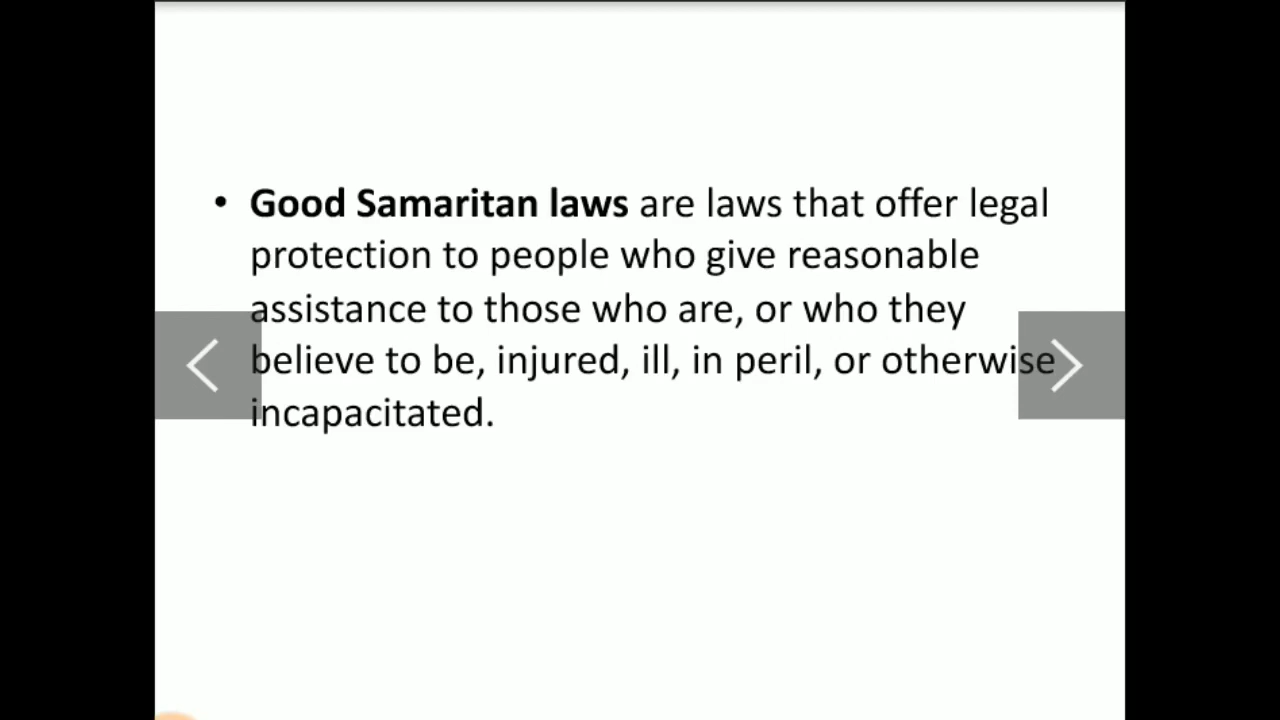 • Good Samaritan laws are laws that offer legal
protection to people who give reasonable
assistance to those who are, or who they
believe to be, injured, ill, in peril, or otherwise
incapacitated.